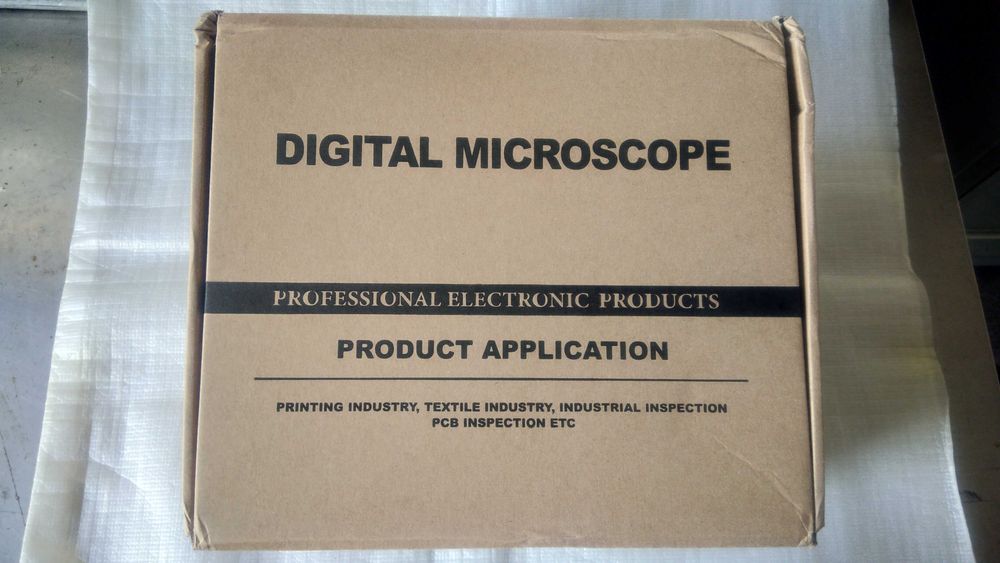 DIGITAL MICROSCOPE
PROFESSIONAL ELECTRONIC PRODUCTS
PRODUCT APPLICATION
PRINTING INDUSTRY, TEXTILE INDUSTRY, INDUSTRIAL INSPECTION
PCB INSPECTION ETC